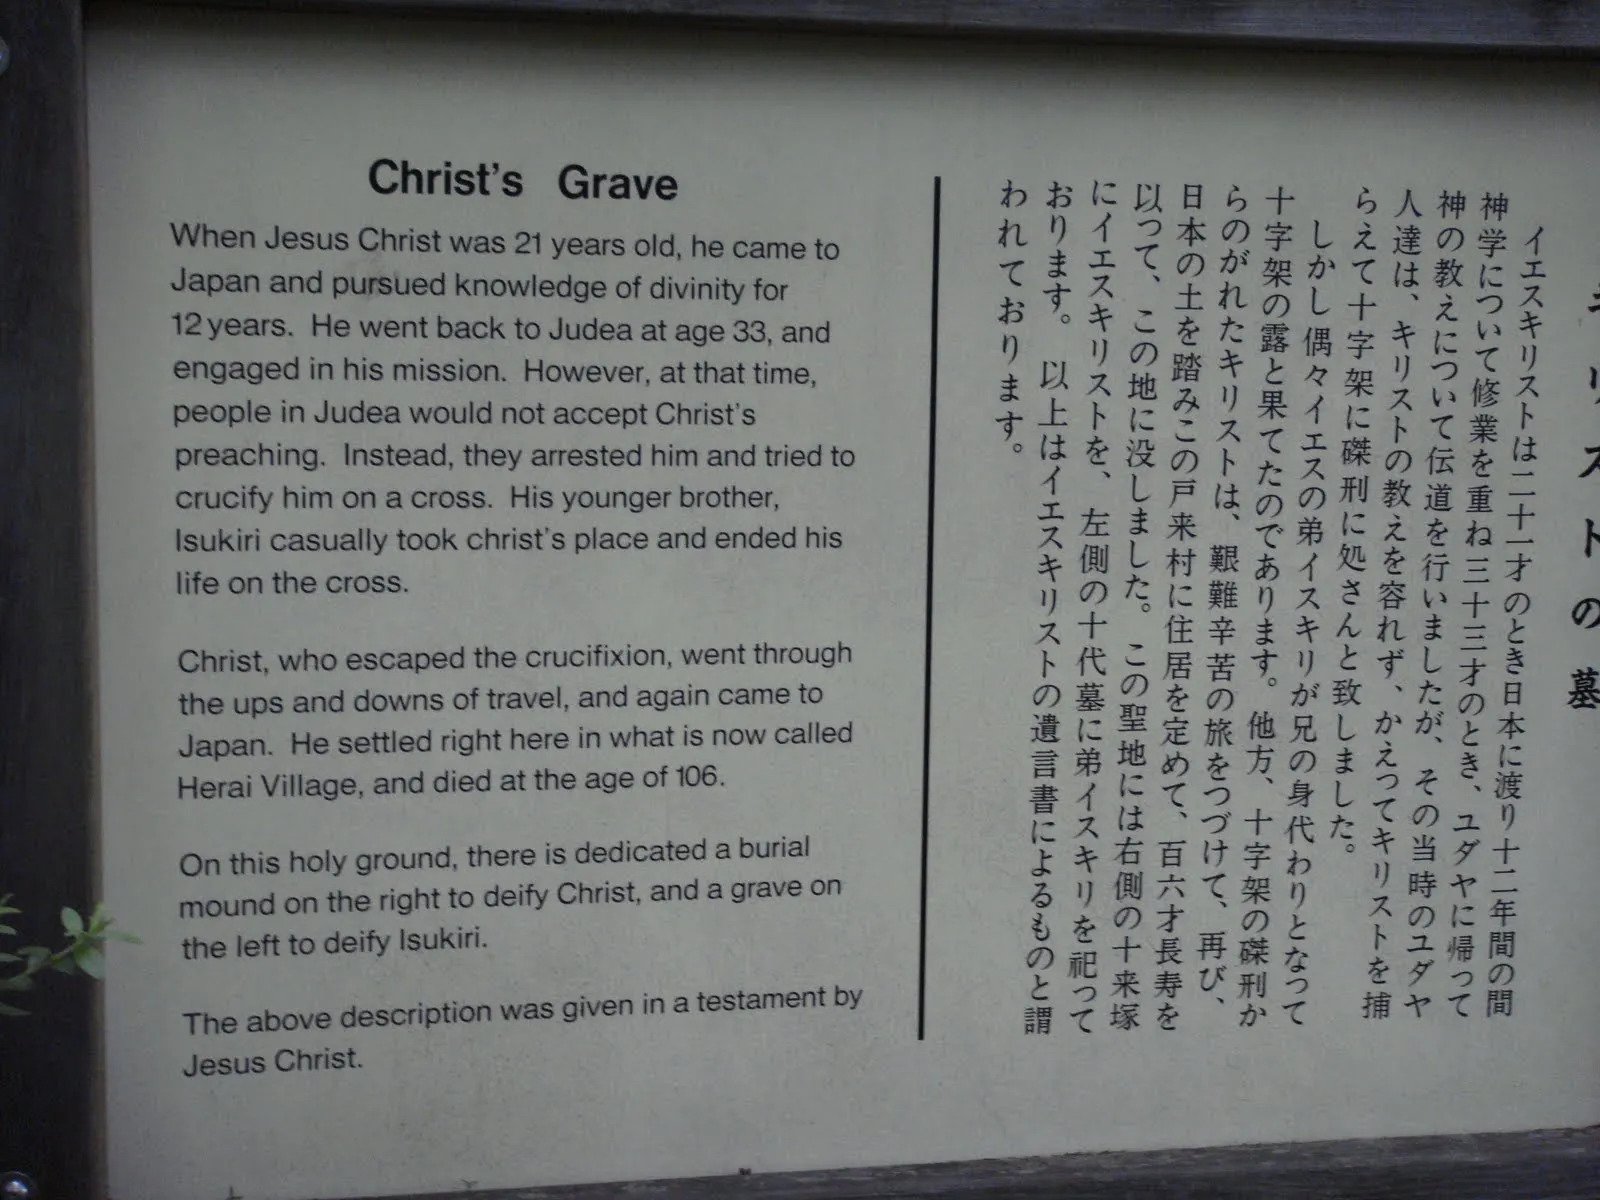 Christ's Grave
When Jesus Christ was 21 years old, he came to
Japan and pursued knowledge of divinity for
12 years. He went back to Judea at age 33, and
engaged in his mission. However, at that time,
people in Judea would not accept Christ's
preaching. Instead, they arrested him and tried to
crucify him on a cross. His younger brother,
Isukiri casually took christ's place and ended his
life on the cross.
Christ, who escaped the crucifixion, went through
the ups and downs of travel, and again came to
Japan. He settled right here in what is now called
Herai Village, and died at the age of 106.
On this holy ground, there is dedicated a burial
mound on the right to deify Christ, and a grave on
the left to deify Isukiri.
The above description was given in a testament by
Jesus Christ.
キリストの墓
イエスキリストは二十一才のとき日本に渡り十二年間の間
神学について修業を重ね三十三才のとき、ユダヤに帰って
神の教えについて伝道を行いましたが、その当時のユダヤ
人達は、キリストの教えを容れず、かえってキリストを捕
らえて十字架に磔刑に処さんと致しました。
しかし偶々イエスの弟イスキリが兄の身代わりとなって
十字架の露と果てたのであります。他方、十字架の磔刑か
らのがれたキリストは、艱難辛苦の旅をつづけて、再び、
日本の土を踏みこの戸来村に住居を定めて、百六才長寿を
以って、この地に没しました。この聖地には右側の十来塚
にイエスキリストを、左側の十代墓に弟イスキリを祀って
おります。以上はイエスキリストの遺言書によるものと謂
われております。